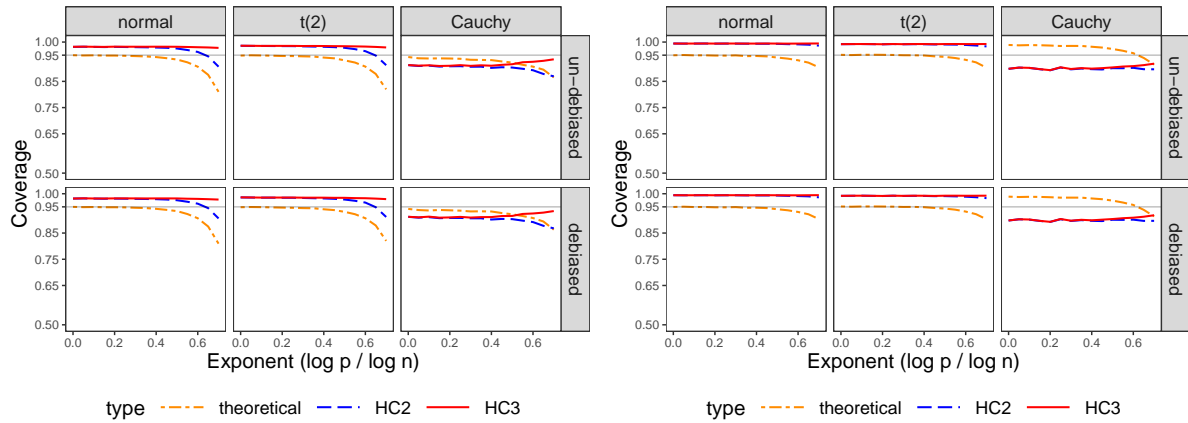 normal t(2) Cauchy
1.00
0.95
0.85
0.75
0.65
0.50
un-debiased
1.00
0.95
0.85
0.75
0.65
0.50
debiased
Coverage
0.0 0.2 0.4 0.6 0.0 0.2 0.4 0.6 0.0 0.2 0.4 0.6
Exponent (log p / log n)
type theoretical HC2 HC3
normal t(2) Cauchy
1.00
0.95
0.85
0.75
0.65
0.50
un-debiased
1.00
0.95
0.85
0.75
0.65
0.50
debiased
Coverage
0.0 0.2 0.4 0.6 0.0 0.2 0.4 0.6 0.0 0.2 0.4 0.6
Exponent (log p / log n)
type theoretical HC2 HC3